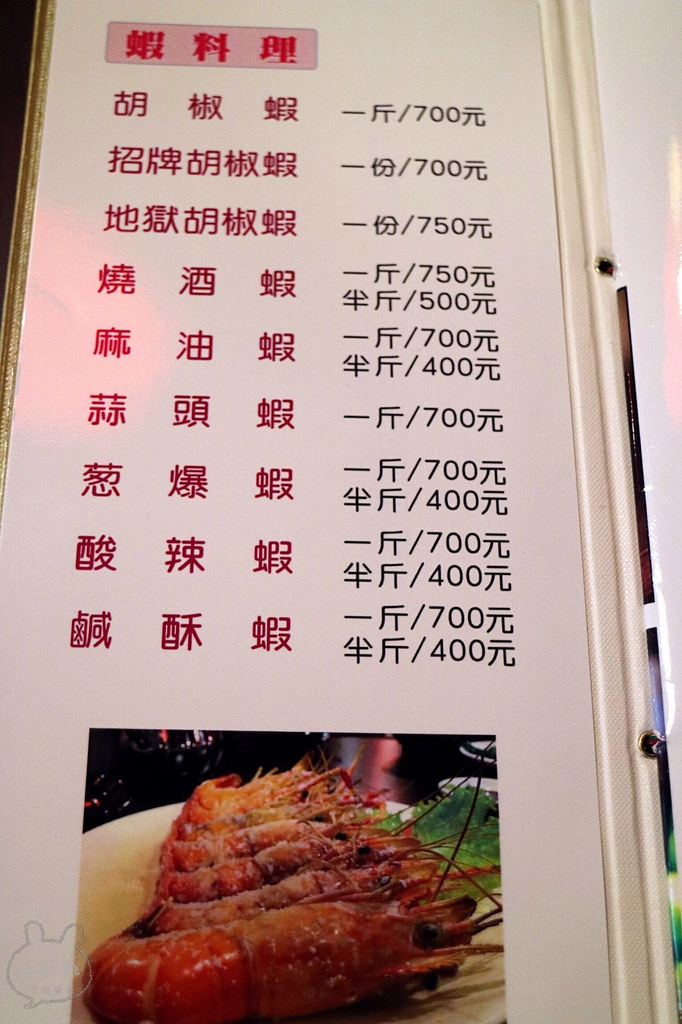 蝦料理
胡椒蝦 一斤/700元
招牌胡椒蝦 一份/700元
地獄胡椒蝦 一份/750元
燒酒蝦 一斤/750元
半斤/500元
麻油蝦 一斤/700元
半斤/400元
蒜頭蝦 一斤/700元
葱爆蝦 一斤/700元
半斤/400元
酸辣蝦 一斤/700元
半斤/400元
鹹酥蝦 一斤/700元
半斤/400元